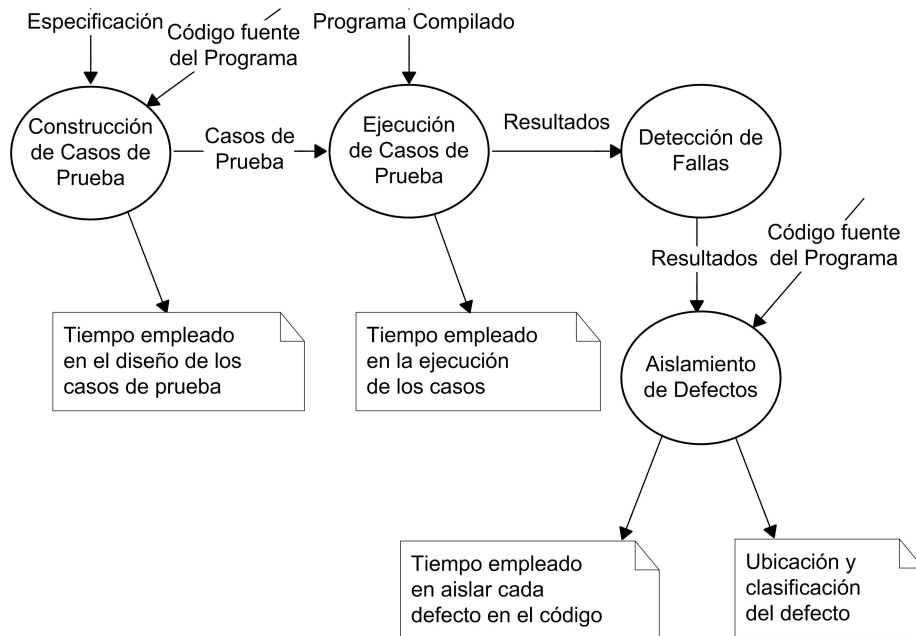 Especificación
Código fuente
del Programa
Programa Compilado
Construcción
de Casos de
Prueba
Casos de
Prueba
Ejecución
de Casos de
Prueba
Resultados
Detección de
Fallas
Resultados
Código fuente
del Programa
Tiempo empleado
en el diseño de los
casos de prueba
Tiempo empleado
en la ejecución
de los casos
Aislamiento
de Defectos
Tiempo empleado
en aislar cada
defecto en el código
Ubicación y
clasificación
del defecto